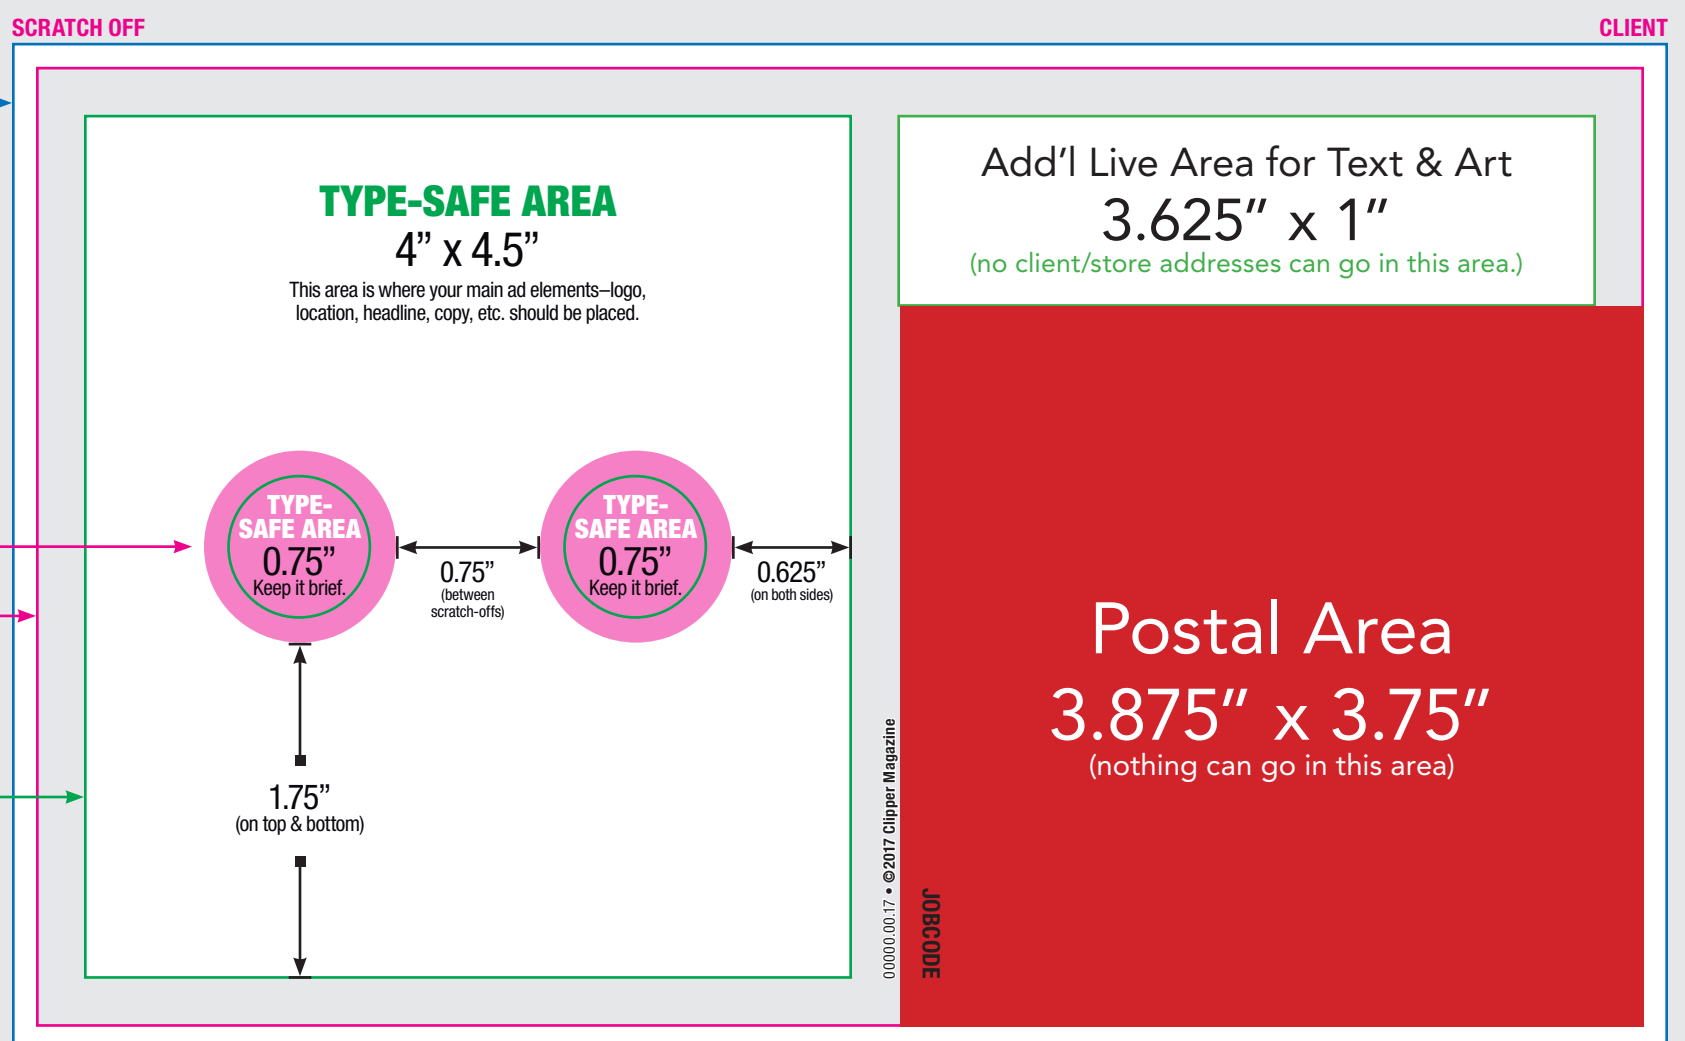 SCRATCH OFF
CLIENT
TYPE-SAFE AREA
4” x 4.5”
This area is where your main ad elements–logo,
location, headline, copy, etc. should be placed.
Add’l Live Area for Text & Art
3.625” x 1”
(no client/store addresses can go in this area.)
TYPE-
SAFE AREA
0.75”
Keep it brief.
0.75”
(between
scratch-offs)
TYPE-
SAFE AREA
0.75”
Keep it brief.
0.625”
(on both sides)
1.75”
(on top & bottom)
Postal Area
3.875” x 3.75”
(nothing can go in this area)
00000.00.17 • ©2017 Clipper Magazine
JOBCODE